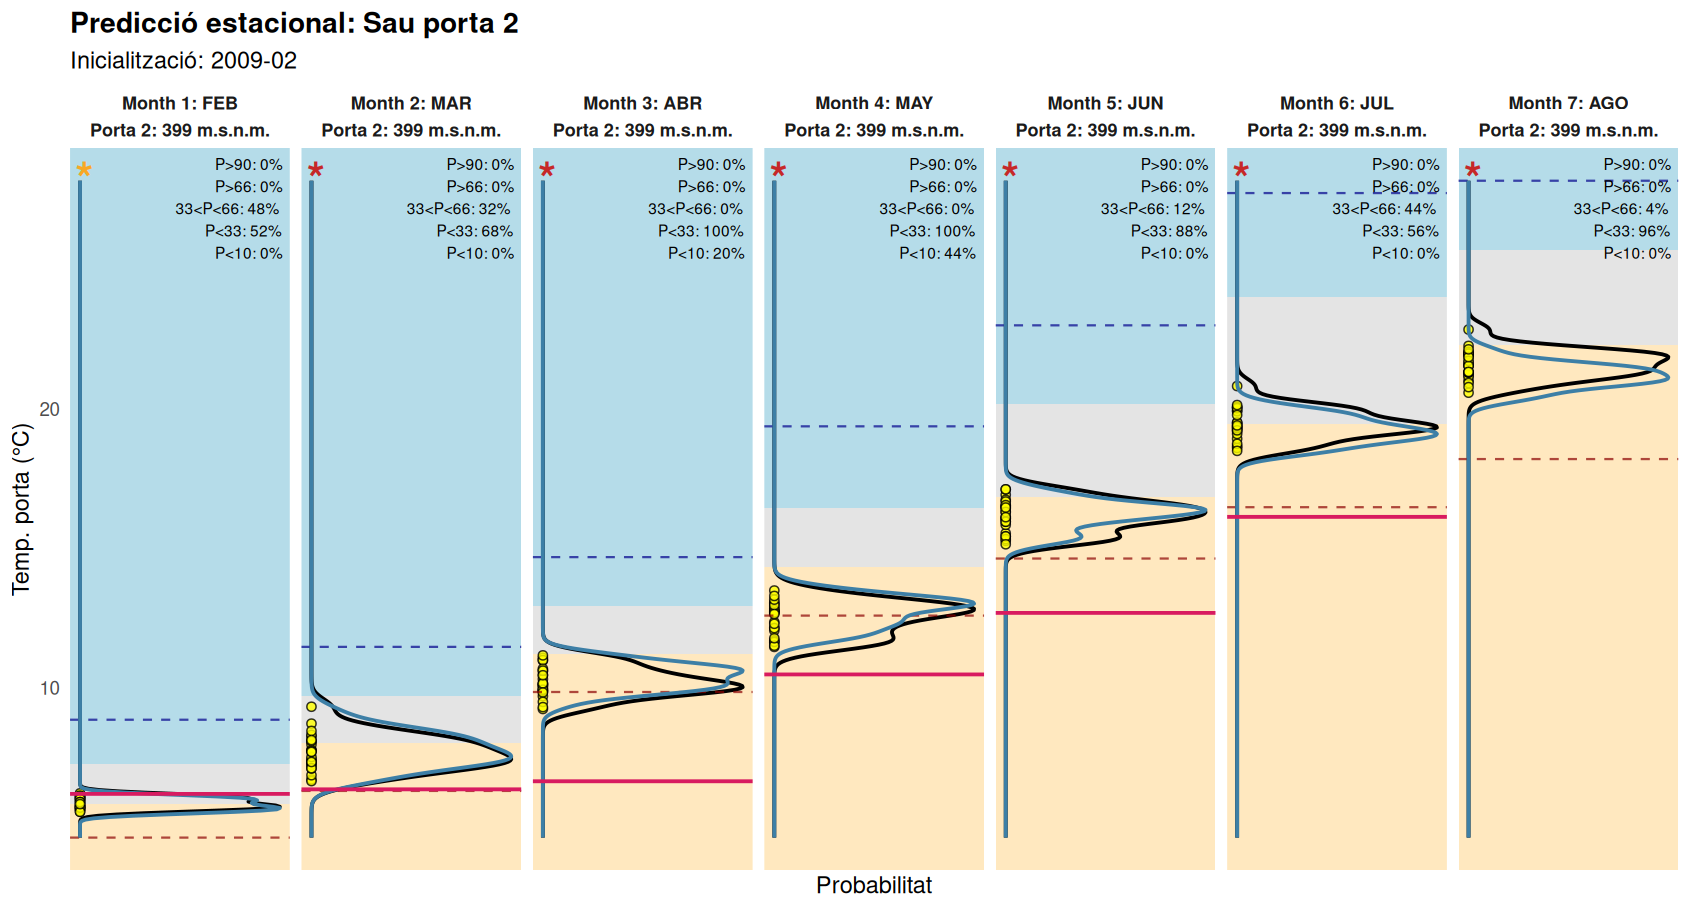 Predicció estacional: Sau porta 2
Inicialització: 2009-02
Month 1: FEB
Porta 2: 399 m.s.n.m.
Month 2: MAR
Porta 2: 399 m.s.n.m.
Month 3: ABR
Porta 2: 399 m.s.n.m.
Month 4: MAY
Porta 2: 399 m.s.n.m.
Month 5: JUN
Porta 2: 399 m.s.n.m.
Month 6: JUL
Porta 2: 399 m.s.n.m.
Month 7: AGO
Porta 2: 399 m.s.n.m.
*
P>90: 0%
P>66: 0%
33<P<66: 48%
P<33: 52%
P<10: 0%
*
P>90: 0%
P>66: 0%
33<P<66: 32%
P<33: 68%
P<10: 0%
*
P>90: 0%
P>66: 0%
33<P<66: 0%
P<33: 100%
P<10: 20%
*
P>90: 0%
P>66: 0%
33<P<66: 0%
P<33: 100%
P<10: 44%
*
P>90: 0%
P>66: 0%
33<P<66: 12%
P<33: 88%
P<10: 0%
*
P>90: 0%
P>66: 0%
33<P<66: 44%
P<33: 56%
P<10: 0%
*
P>90: 0%
P>66: 0%
33<P<66: 4%
P<33: 96%
P<10: 0%
Temp. porta (°C)
20
10
Probabilitat